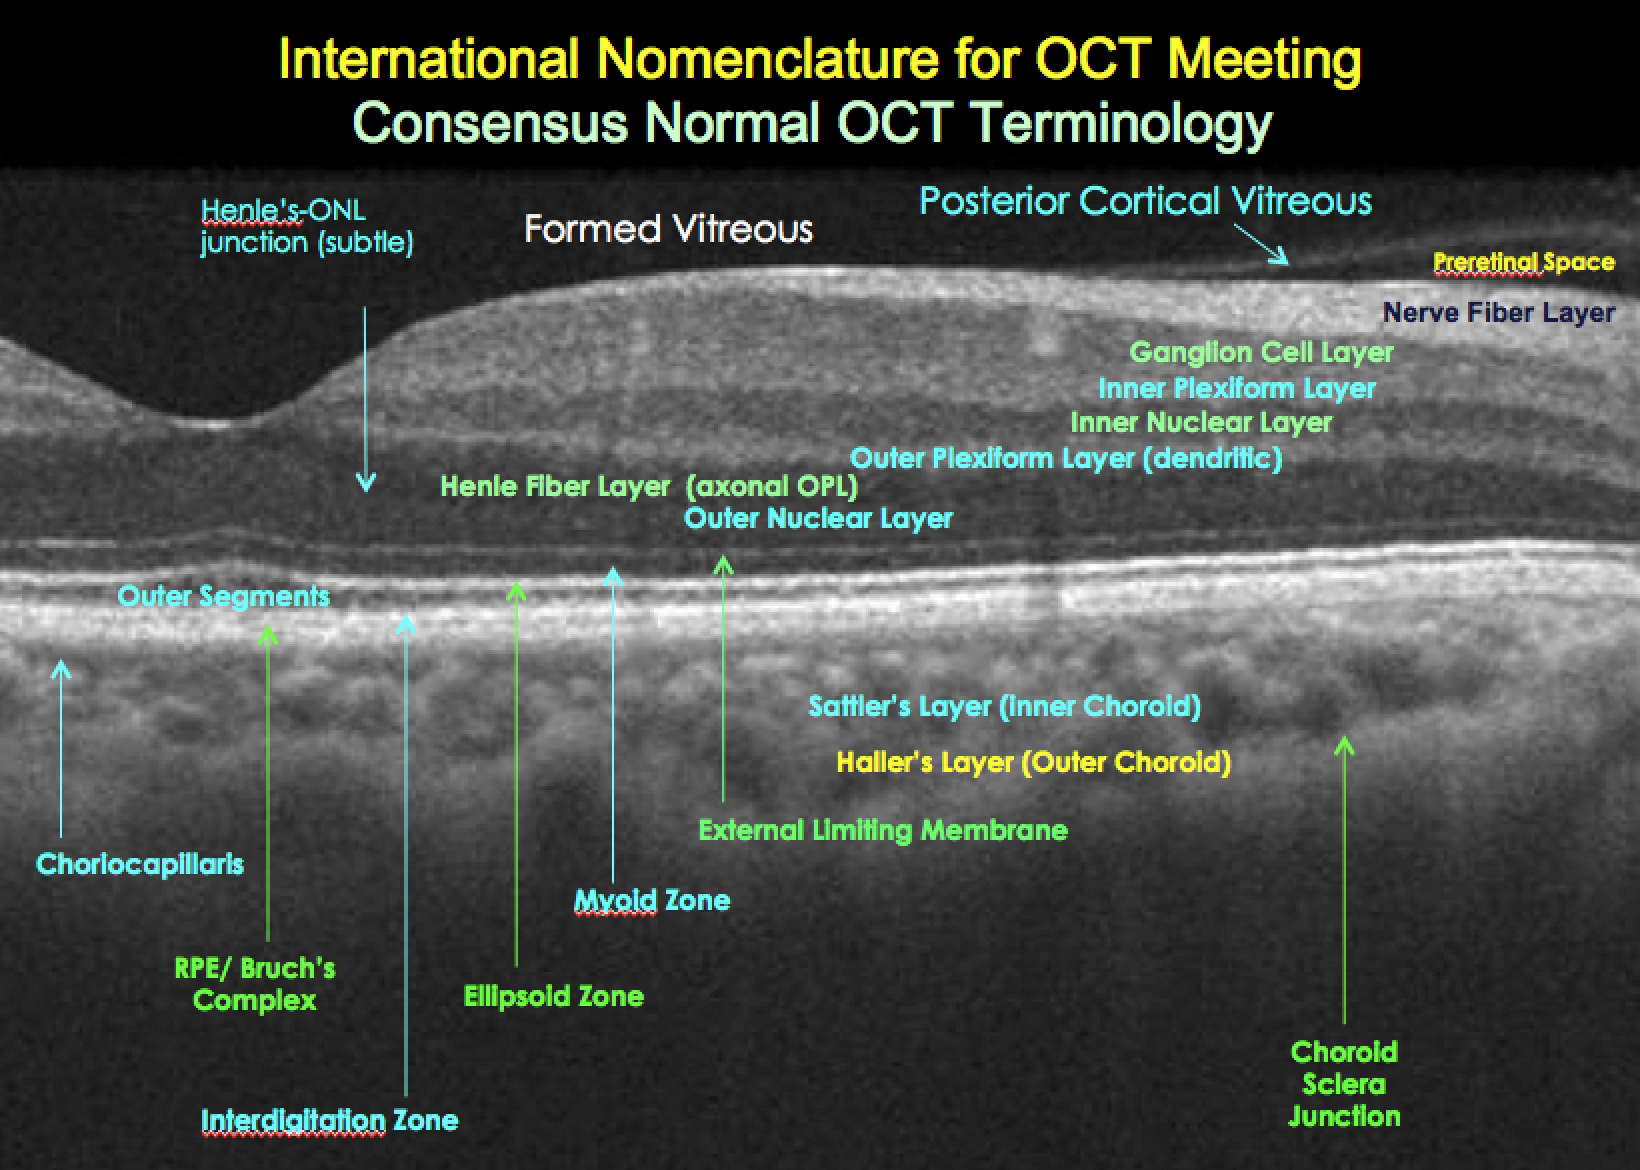 International Nomenclature for OCT Meeting
Consensus Normal OCT Terminology
Henle's-ONL
junction (subtle)
Formed Vitreous
Posterior Cortical Vitreous
Preretinal Space
Nerve Fiber Layer
Ganglion Cell Layer
Inner Plexiform Layer
Inner Nuclear Layer
Outer Plexiform Layer (dendritic)
Henle Fiber Layer (axonal OPL)
Outer Nuclear Layer
Outer Segments
Sattler's Layer (inner Choroid)
Haller's Layer (Outer Choroid)
External Limiting Membrane
Choriocapillaris
Myoid Zone
RPE/ Bruch's
Complex
Ellipsoid Zone
Choroid
Sclera
Junction
Interdigitation Zone